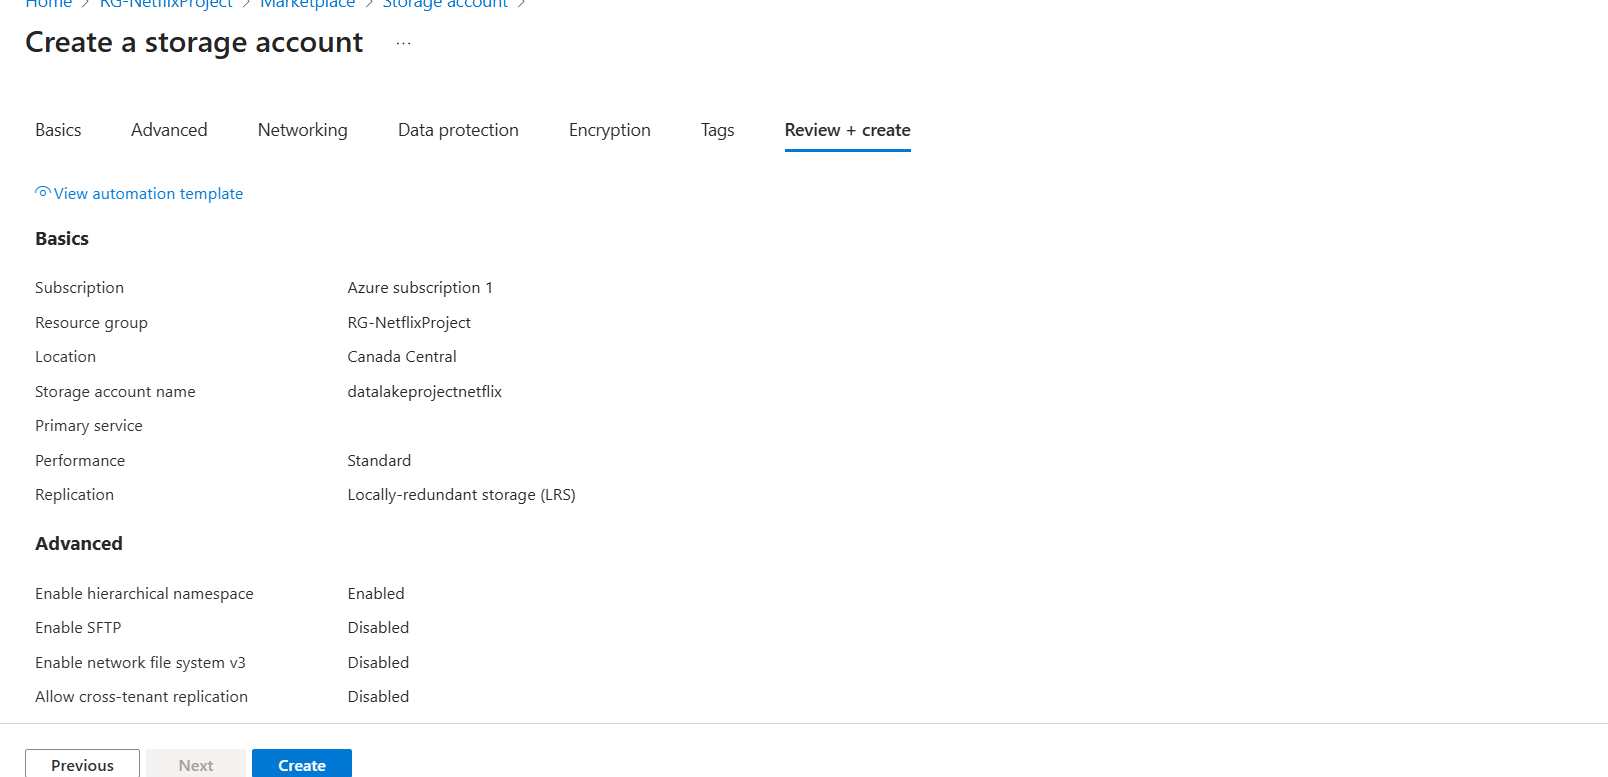 Home > RG-NetflixProject > Marketplace > Storage account >
Create a storage account ...
Basics Advanced Networking Data protection Encryption Tags Review + create
View automation template
Basics
Subscription Azure subscription 1
Resource group RG-NetflixProject
Location Canada Central
Storage account name datalakeprojectnetflix
Primary service
Performance Standard
Replication Locally-redundant storage (LRS)
Advanced
Enable hierarchical namespace Enabled
Enable SFTP Disabled
Enable network file system v3 Disabled
Allow cross-tenant replication Disabled
Previous Next Create